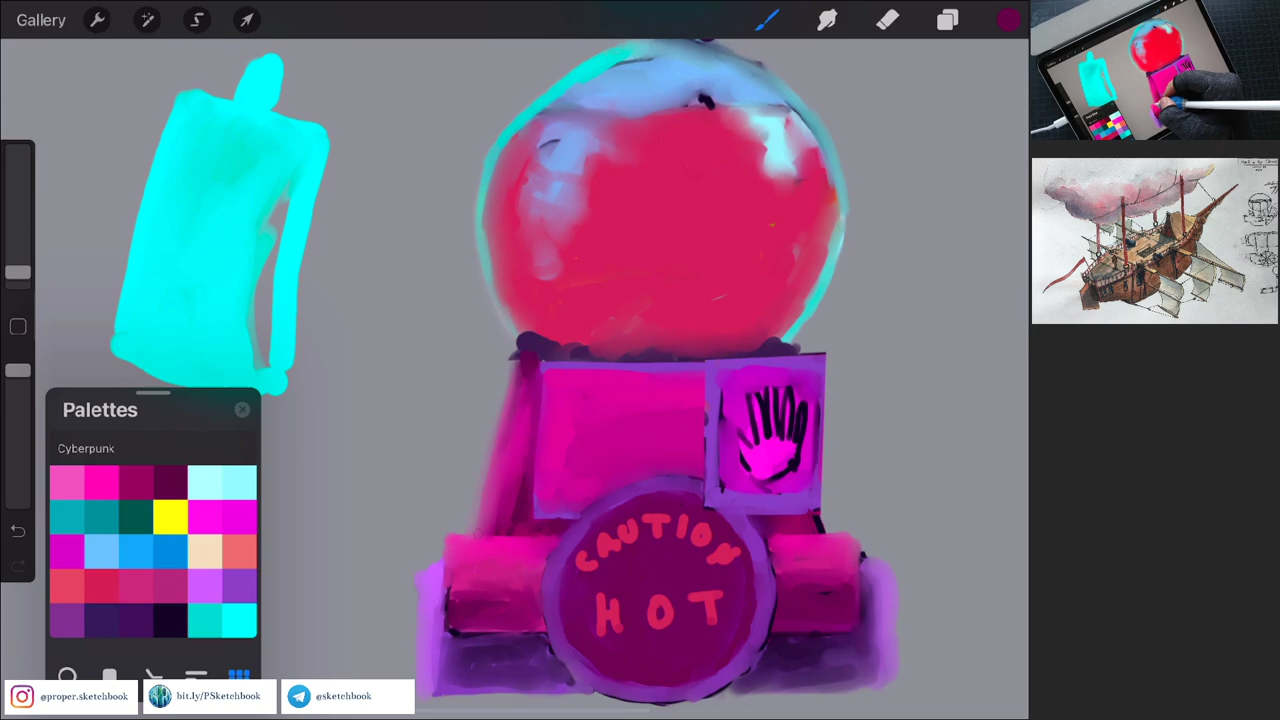 Gallery
Palettes
Cyberpunk
CAUTION
HOT
@proper.sketchbook
bit.ly/PSketchbook
@sketchbook